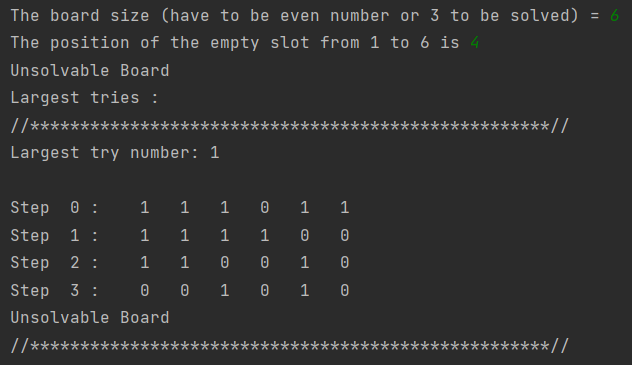 The board size (have to be even number or 3 to be solved) = 6
The position of the empty slot from 1 to 6 is 4
Unsolvable Board
Largest tries :
//****************************************************//
Largest try number: 1
Step  0 :    1   1   1   0   1   1
Step  1 :    1   1   1   1   0   0
Step  2 :    1   1   0   0   1   0
Step  3 :    0   0   1   0   1   0
Unsolvable Board
//****************************************************//